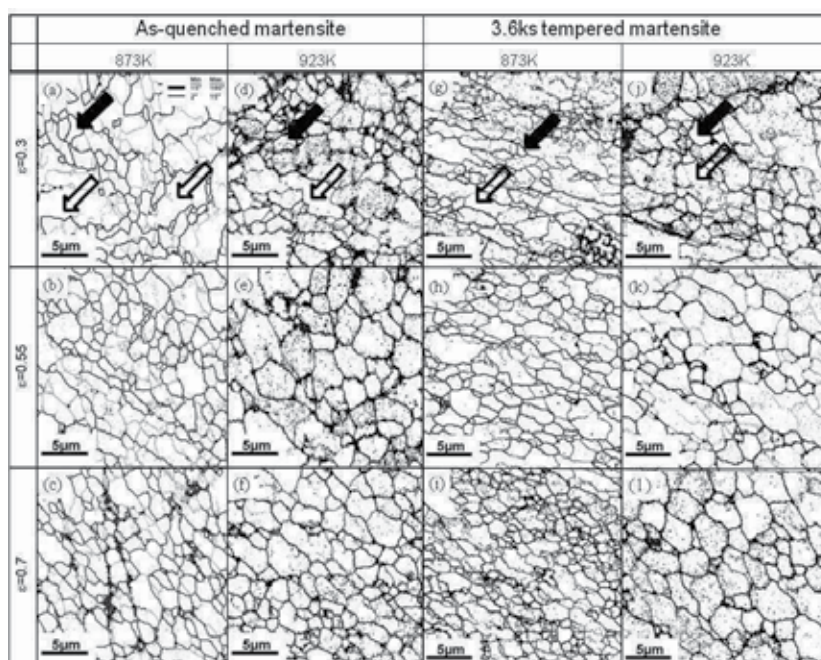 As-quenched martensite 3.6ks tempered martensite
873K 923K 873K 923K
ε=0.3
(a) (d) (g) (j)
5μm 5μm 5μm 5μm
ε=0.55
(b) (e) (h) (k)
5μm 5μm 5μm 5μm
ε=0.7
(c) (f) (i) (l)
5μm 5μm 5μm 5μm